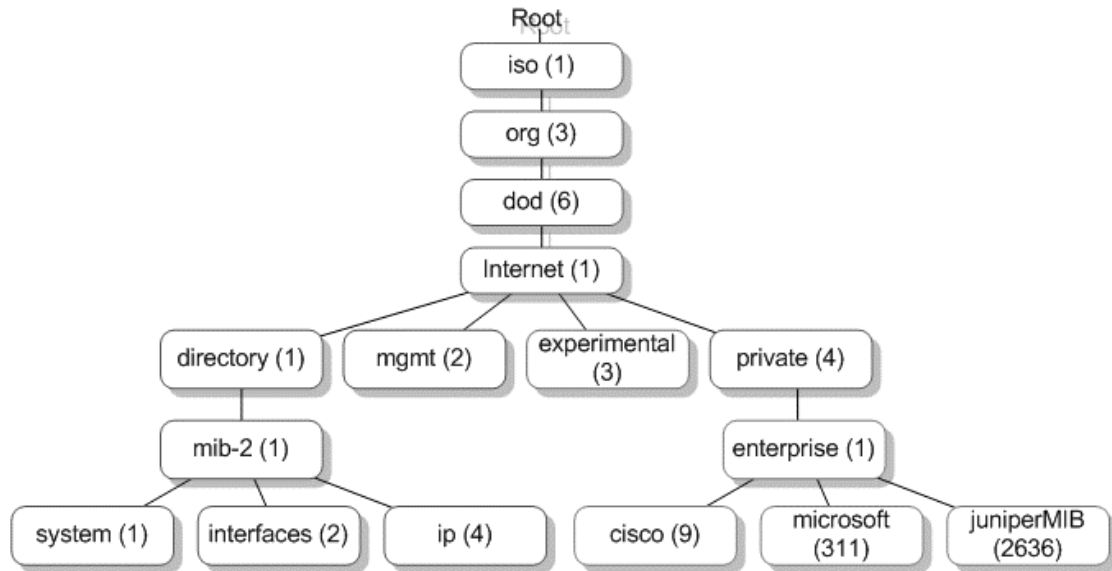 Root
iso (1)
org (3)
dod (6)
Internet (1)
directory (1)
mgmt (2)
experimental
(3)
private (4)
mib-2 (1)
enterprise (1)
system (1)
interfaces (2)
ip (4)
cisco (9)
microsoft
(311)
juniperMIB
(2636)